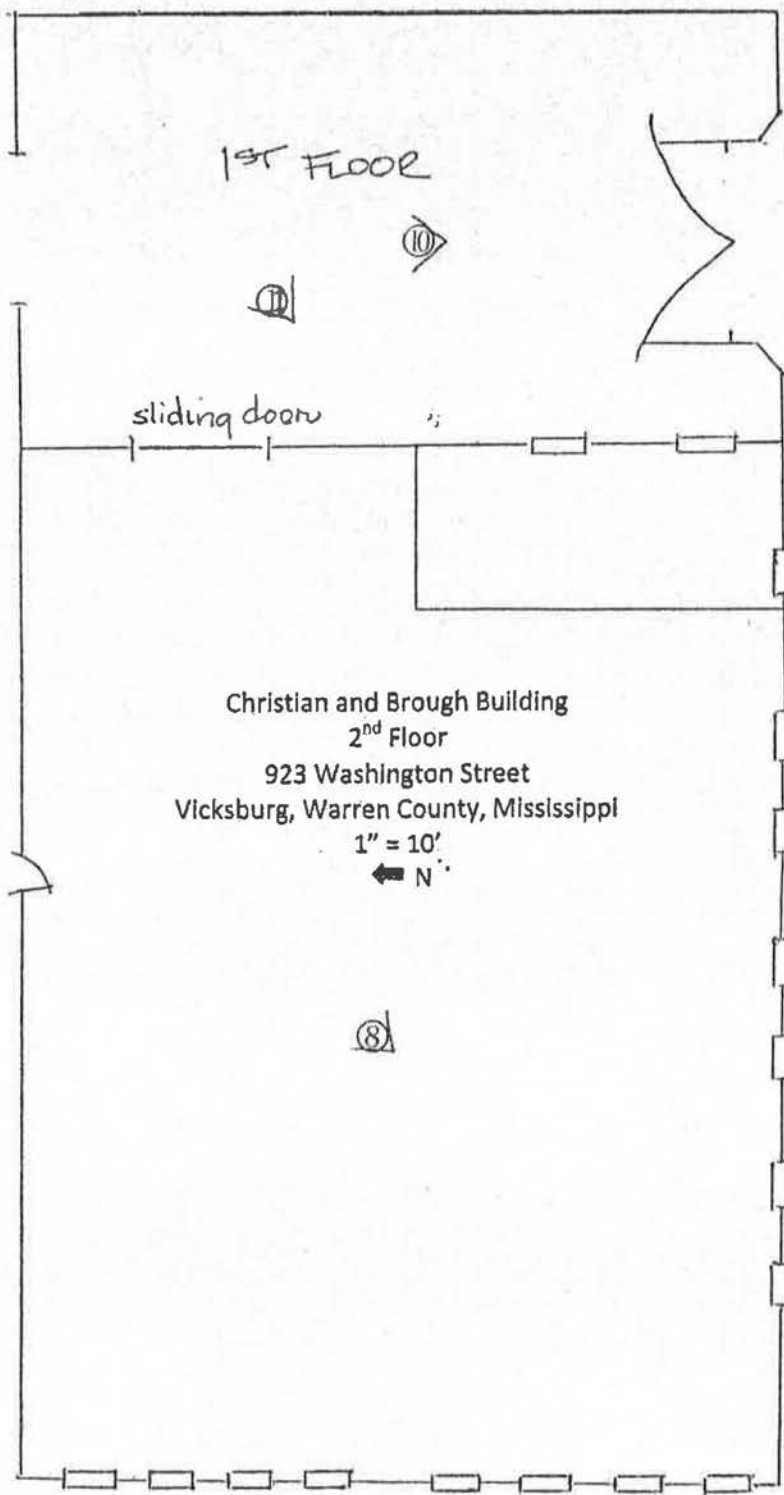 1ST FLOOR
10
11
sliding door
Christian and Brough Building
2nd Floor
923 Washington Street
Vicksburg, Warren County, Mississippi
1" = 10'
N
8